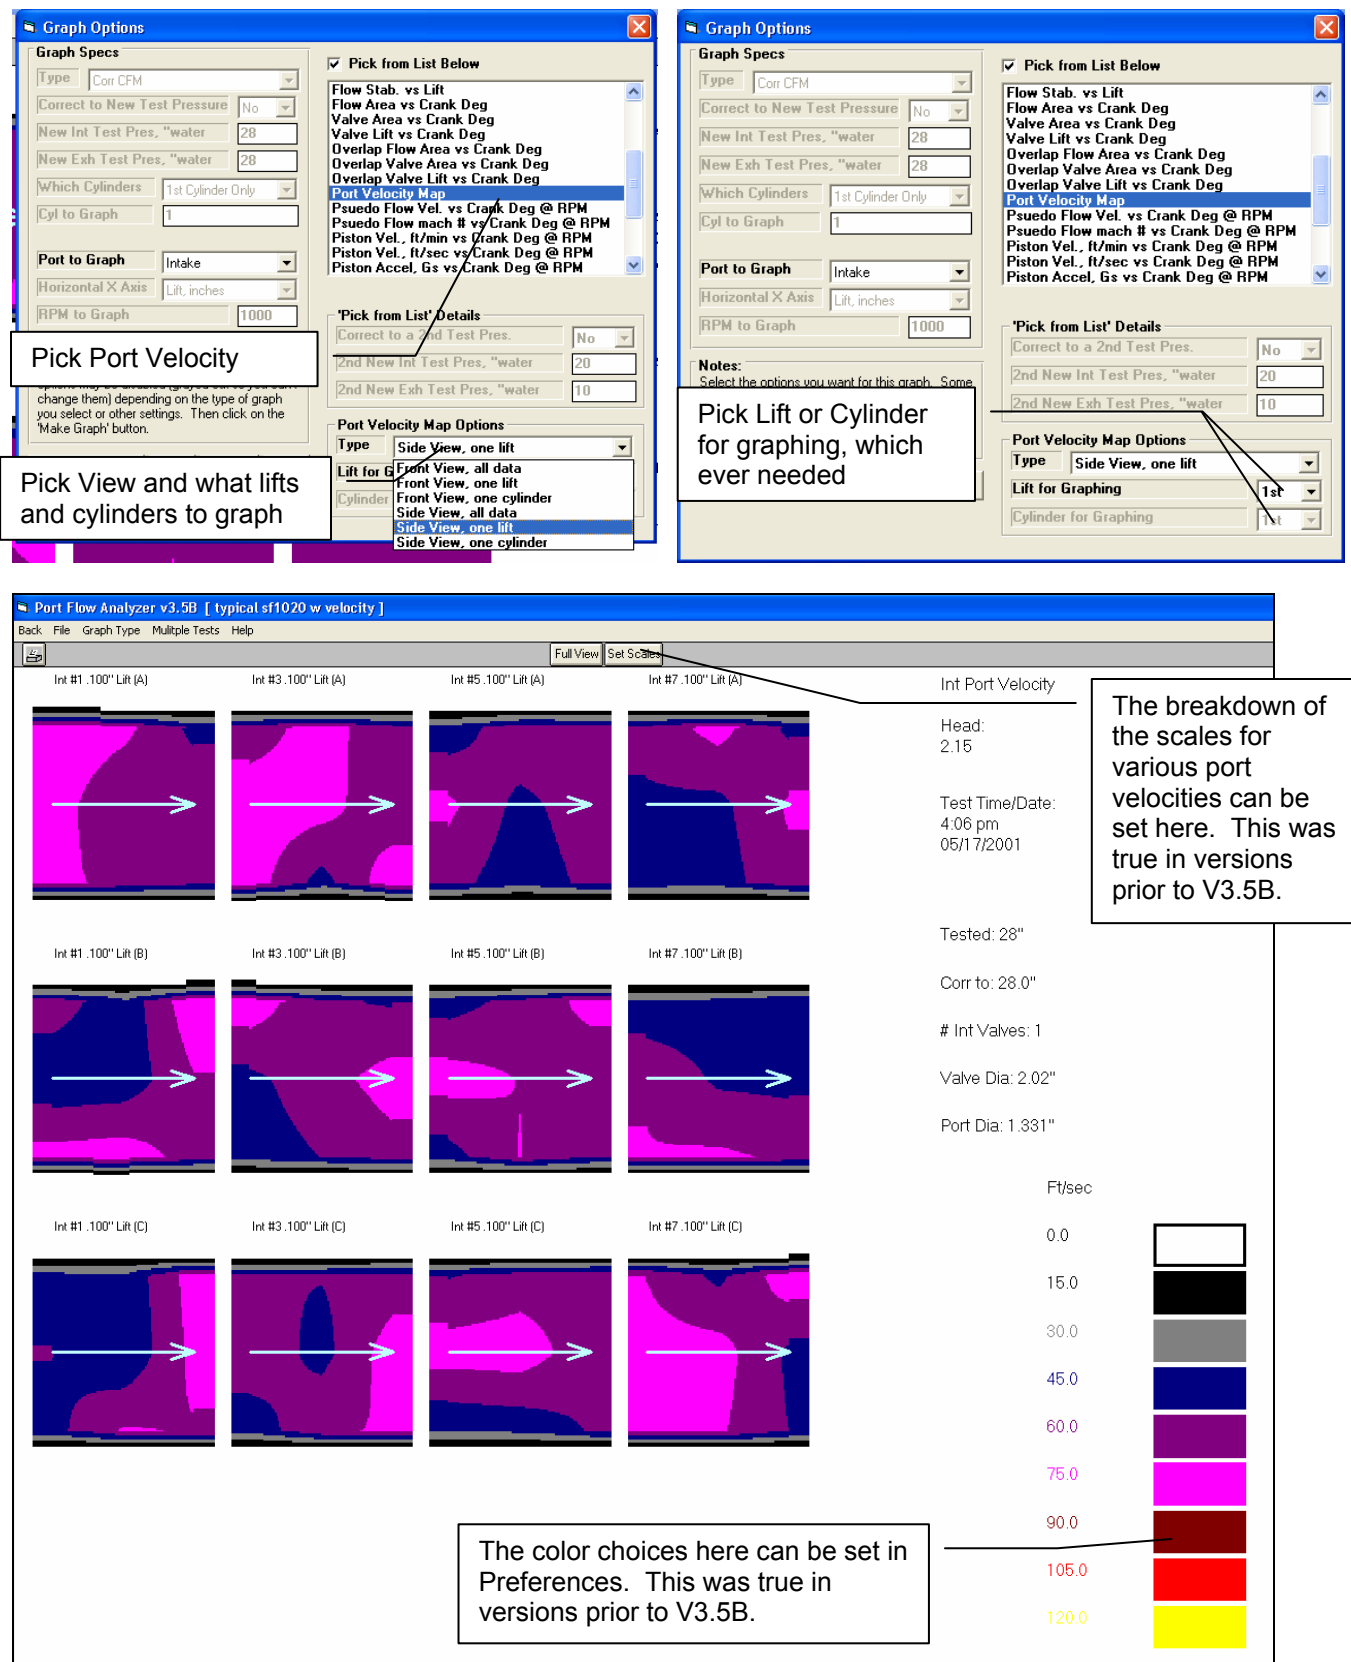 Graph Options
Graph Specs
Type Corr CFM
Correct to New Test Pressure No
New Int Test Pres, "water 28
New Exh Test Pres, "water 28
Which Cylinders 1st Cylinder Only
Cyl to Graph 1
Port to Graph Intake
Horizontal X Axis Lift, inches
RPM to Graph 1000
Pick Port Velocity
change them) depending on the type of graph
you select or other settings. Then click on the
'Make Graph' button.
Pick View and what lifts
and cylinders to graph
Pick from List Below
Flow Stab. vs Lift
Flow Area vs Crank Deg
Valve Area vs Crank Deg
Valve Lift vs Crank Deg
Overlap Flow Area vs Crank Deg
Overlap Valve Area vs Crank Deg
Overlap Valve Lift vs Crank Deg
Port Velocity Map
Psuedo Flow Vel. vs Crank Deg @ RPM
Psuedo Flow mach # vs Crank Deg @ RPM
Piston Vel., ft/min vs Crank Deg @ RPM
Piston Vel., ft/sec vs Crank Deg @ RPM
Piston Accel, Gs vs Crank Deg @ RPM
'Pick from List' Details
Correct to a 2nd Test Pres. No
2nd New Int Test Pres, "water 20
2nd New Exh Test Pres, "water 10
Port Velocity Map Options
Type Side View, one lift
Lift for G
Cylinder
Front View, all data
Front View, one lift
Front View, one cylinder
Side View, all data
Side View, one lift
Side View, one cylinder
Graph Options
Graph Specs
Type Corr CFM
Correct to New Test Pressure No
New Int Test Pres, "water 28
New Exh Test Pres, "water 28
Which Cylinders 1st Cylinder Only
Cyl to Graph 1
Port to Graph Intake
Horizontal X Axis Lift, inches
RPM to Graph 1000
Notes:
Select the options you want for this graph. Some
Pick Lift or Cylinder
for graphing, which
ever needed
Pick from List Below
Flow Stab. vs Lift
Flow Area vs Crank Deg
Valve Area vs Crank Deg
Valve Lift vs Crank Deg
Overlap Flow Area vs Crank Deg
Overlap Valve Area vs Crank Deg
Overlap Valve Lift vs Crank Deg
Port Velocity Map
Psuedo Flow Vel. vs Crank Deg @ RPM
Psuedo Flow mach # vs Crank Deg @ RPM
Piston Vel., ft/min vs Crank Deg @ RPM
Piston Vel., ft/sec vs Crank Deg @ RPM
Piston Accel, Gs vs Crank Deg @ RPM
'Pick from List' Details
Correct to a 2nd Test Pres. No
2nd New Int Test Pres, "water 20
2nd New Exh Test Pres, "water 10
Port Velocity Map Options
Type Side View, one lift
Lift for Graphing 1st
Cylinder for Graphing 1st
Port Flow Analyzer v3.5B [ typical sf1020 w velocity ]
Back File Graph Type Mulitple Tests Help
Full View Set Scales
Int #1 .100" Lift (A) Int #3 .100" Lift (A) Int #5 .100" Lift (A) Int #7 .100" Lift (A)
Int #1 .100" Lift (B) Int #3 .100" Lift (B) Int #5 .100" Lift (B) Int #7 .100" Lift (B)
Int #1 .100" Lift (C) Int #3 .100" Lift (C) Int #5 .100" Lift (C) Int #7 .100" Lift (C)
Int Port Velocity
Head:
2.15
Test Time/Date:
4:06 pm
05/17/2001
Tested: 28"
Corr to: 28.0"
# Int Valves: 1
Valve Dia: 2.02"
Port Dia: 1.331"
Ft/sec
0.0
15.0
30.0
45.0
60.0
75.0
90.0
105.0
120.0
The breakdown of
the scales for
various port
velocities can be
set here. This was
true in versions
prior to V3.5B.
The color choices here can be set in
Preferences. This was true in
versions prior to V3.5B.